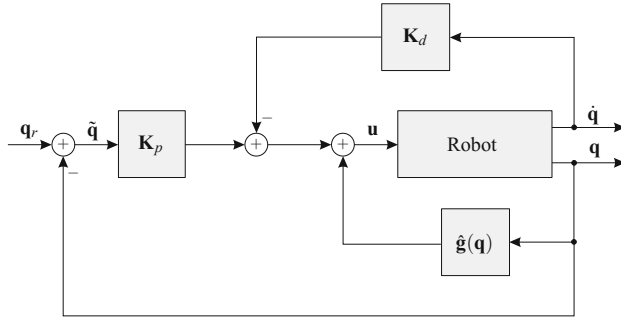 K_d
−
q_r
+
q̃
K_p
+
+
u
Robot
q̇
q
−
ĝ(q)